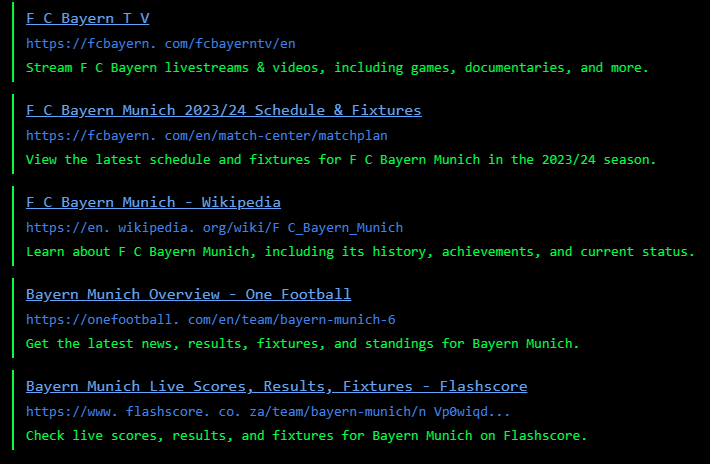 F C Bayern T V
https://fcbayern. com/fcbayerntv/en
Stream F C Bayern livestreams & videos, including games, documentaries, and more.
F C Bayern Munich 2023/24 Schedule & Fixtures
https://fcbayern. com/en/match-center/matchplan
View the latest schedule and fixtures for F C Bayern Munich in the 2023/24 season.
F C Bayern Munich - Wikipedia
https://en. wikipedia. org/wiki/F C_Bayern_Munich
Learn about F C Bayern Munich, including its history, achievements, and current status.
Bayern Munich Overview - One Football
https://onefootball. com/en/team/bayern-munich-6
Get the latest news, results, fixtures, and standings for Bayern Munich.
Bayern Munich Live Scores, Results, Fixtures - Flashscore
https://www. flashscore. co. za/team/bayern-munich/n Vp0wiqd...
Check live scores, results, and fixtures for Bayern Munich on Flashscore.